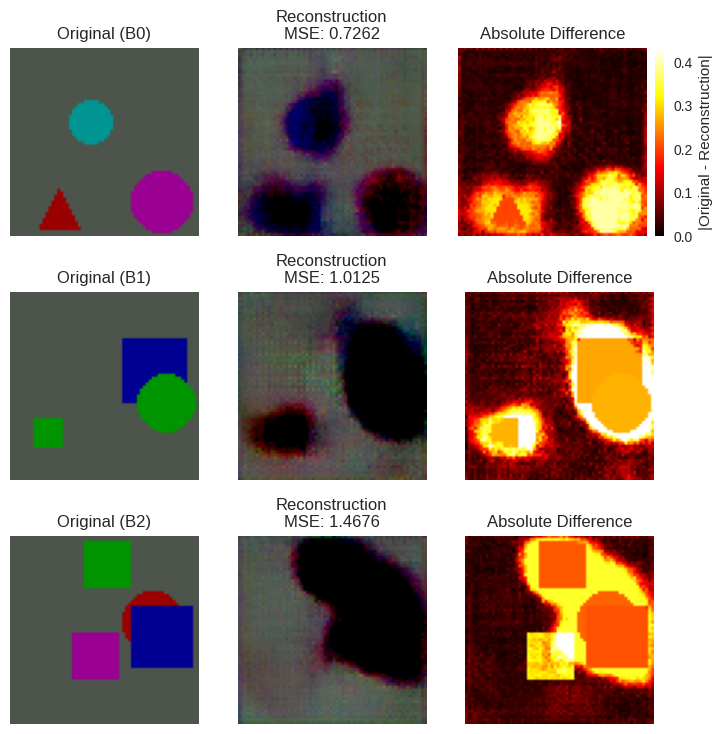 Original (B0)
Reconstruction
MSE: 0.7262
Absolute Difference
0.4
0.3
0.2
0.1
0.0
|Original - Reconstruction|
Original (B1)
Reconstruction
MSE: 1.0125
Absolute Difference
Original (B2)
Reconstruction
MSE: 1.4676
Absolute Difference